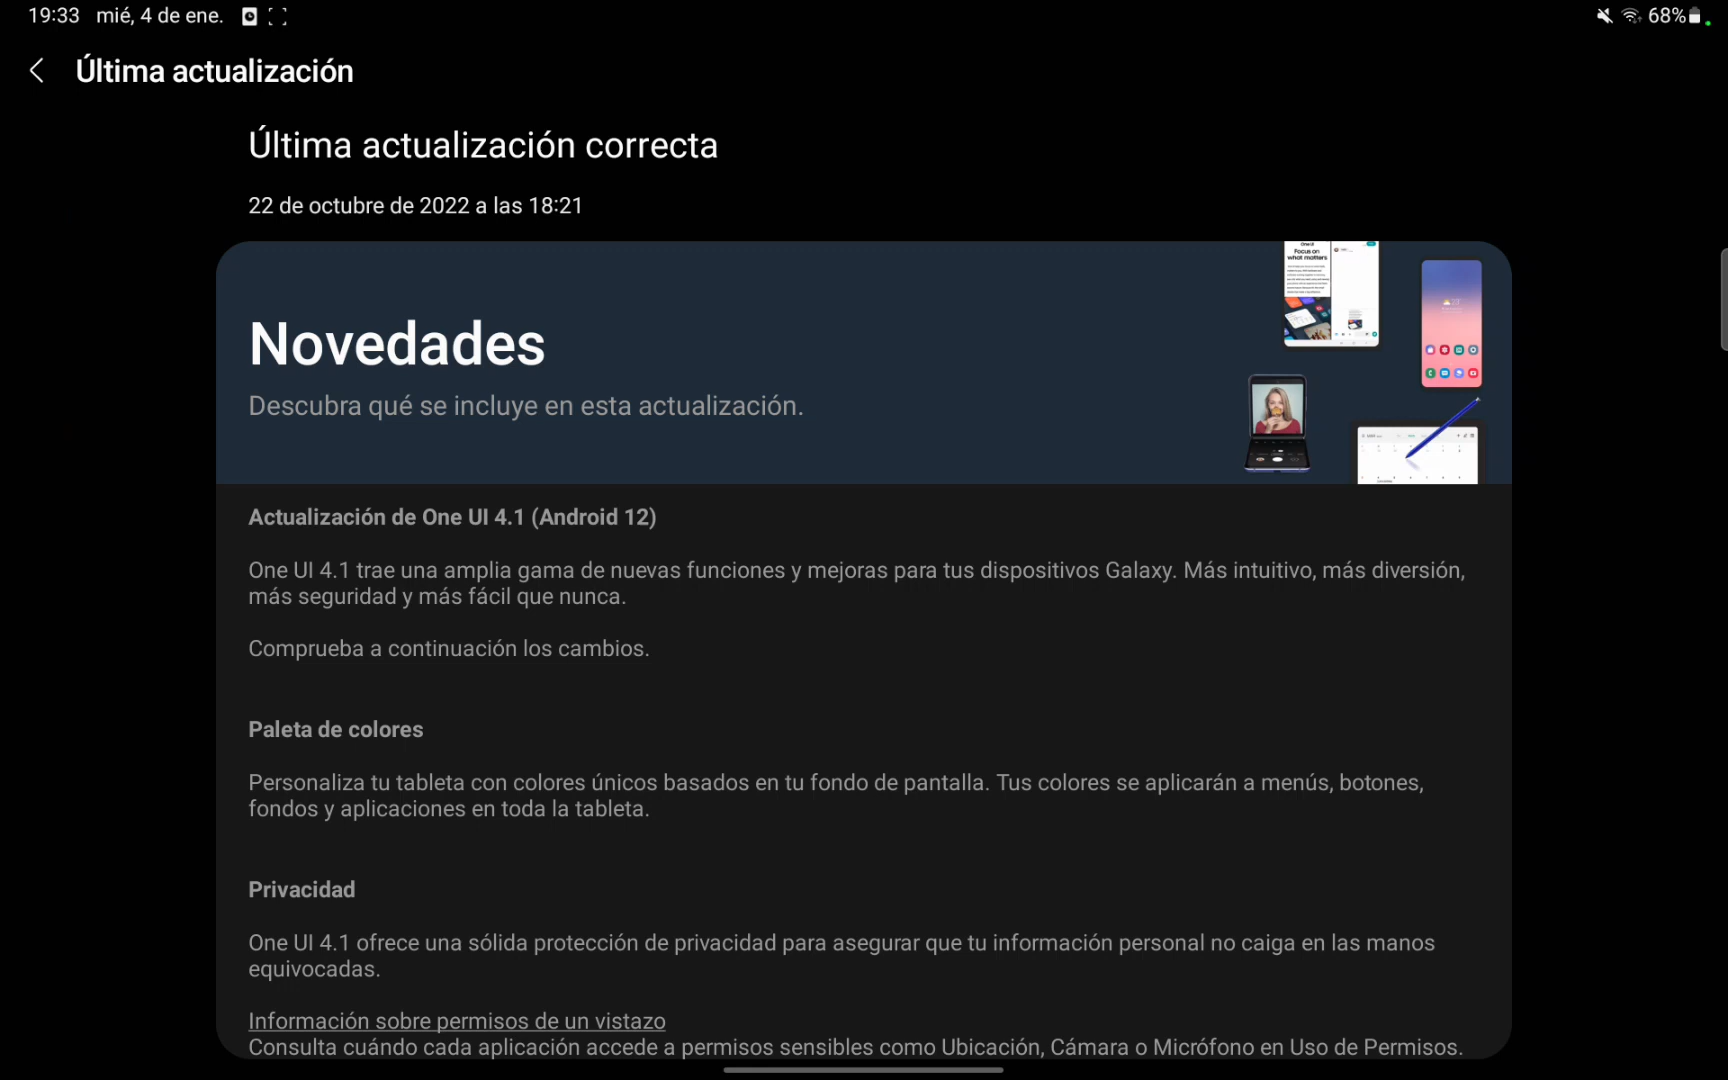 19:33 mié, 4 de ene. 68%
Última actualización
Última actualización correcta
22 de octubre de 2022 a las 18:21
One UI
Focus on
what matters
Novedades
Descubra qué se incluye en esta actualización.
Actualización de One UI 4.1 (Android 12)
One UI 4.1 trae una amplia gama de nuevas funciones y mejoras para tus dispositivos Galaxy. Más intuitivo, más diversión,
más seguridad y más fácil que nunca.
Comprueba a continuación los cambios.
Paleta de colores
Personaliza tu tableta con colores únicos basados en tu fondo de pantalla. Tus colores se aplicarán a menús, botones,
fondos y aplicaciones en toda la tableta.
Privacidad
One UI 4.1 ofrece una sólida protección de privacidad para asegurar que tu información personal no caiga en las manos
equivocadas.
Información sobre permisos de un vistazo
Consulta cuándo cada aplicación accede a permisos sensibles como Ubicación, Cámara o Micrófono en Uso de Permisos.